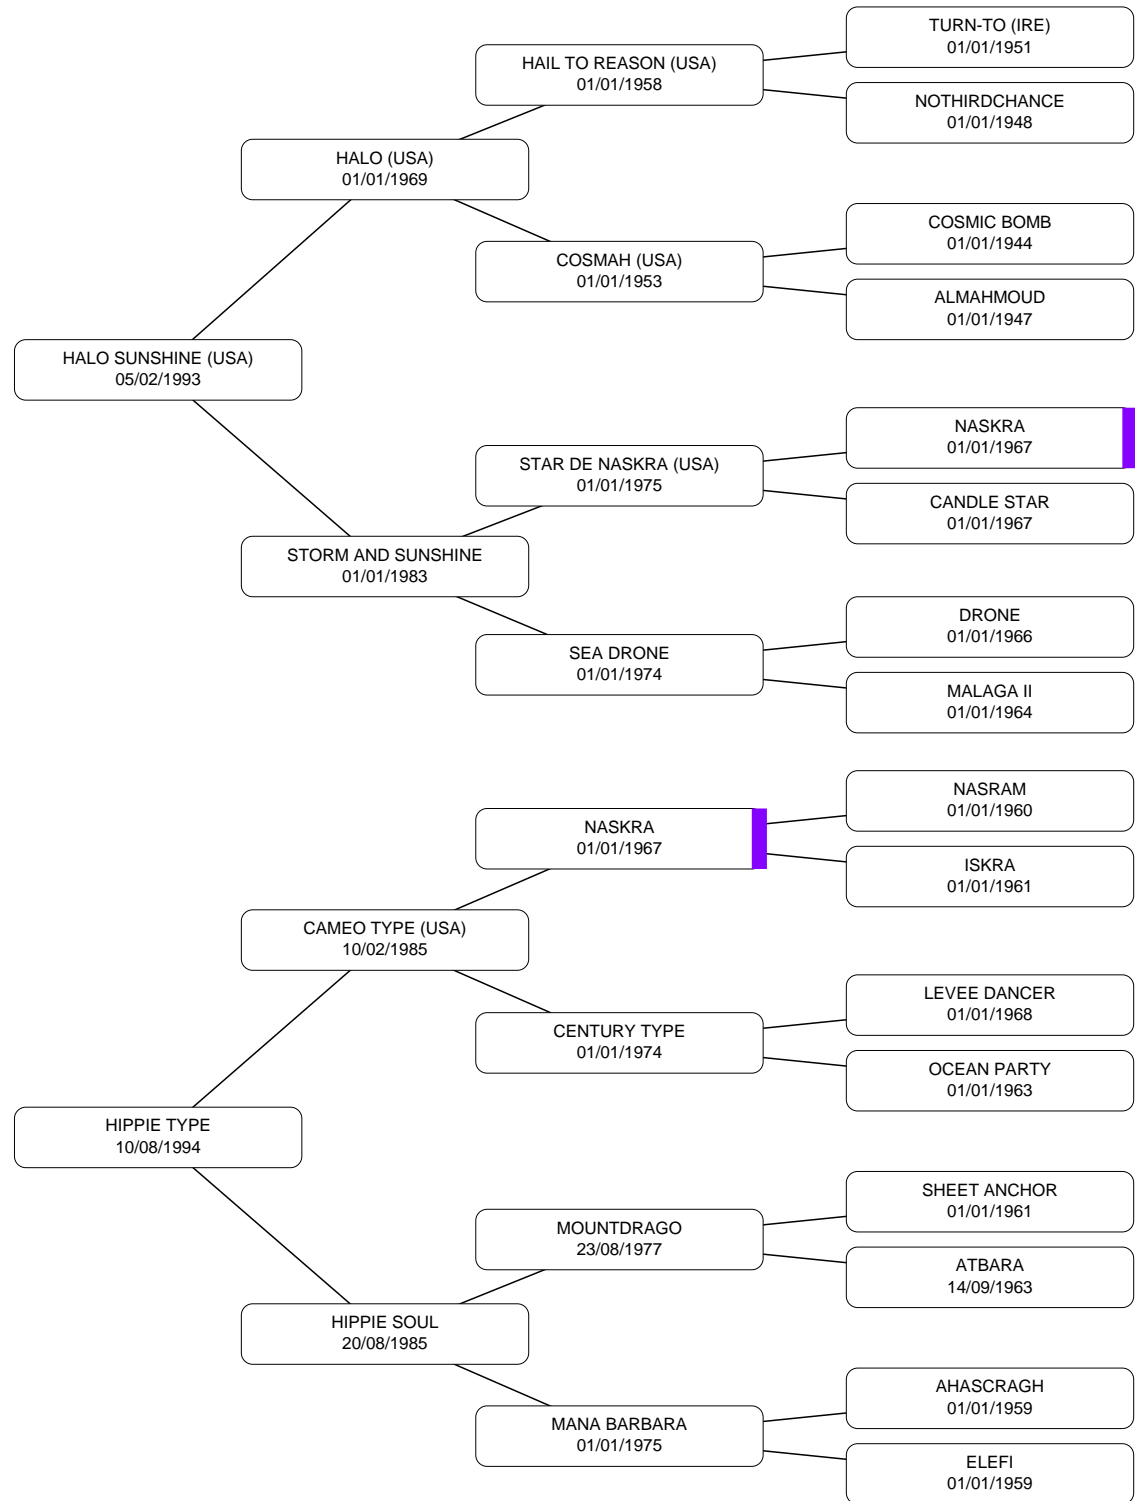 TURN-TO (IRE)
01/01/1951
HAIL TO REASON (USA)
01/01/1958
NOTHIRDCHANCE
01/01/1948
HALO (USA)
01/01/1969
COSMIC BOMB
01/01/1944
COSMAH (USA)
01/01/1953
ALMAHMOUD
01/01/1947
HALO SUNSHINE (USA)
05/02/1993
NASKRA
01/01/1967
STAR DE NASKRA (USA)
01/01/1975
CANDLE STAR
01/01/1967
STORM AND SUNSHINE
01/01/1983
DRONE
01/01/1966
SEA DRONE
01/01/1974
MALAGA II
01/01/1964
NASRAM
01/01/1960
NASKRA
01/01/1967
ISKRA
01/01/1961
CAMEO TYPE (USA)
10/02/1985
LEVEE DANCER
01/01/1968
CENTURY TYPE
01/01/1974
OCEAN PARTY
01/01/1963
HIPPIE TYPE
10/08/1994
SHEET ANCHOR
01/01/1961
MOUNTDRAGO
23/08/1977
ATBARA
14/09/1963
HIPPIE SOUL
20/08/1985
AHASCRAGH
01/01/1959
MANA BARBARA
01/01/1975
ELEFI
01/01/1959